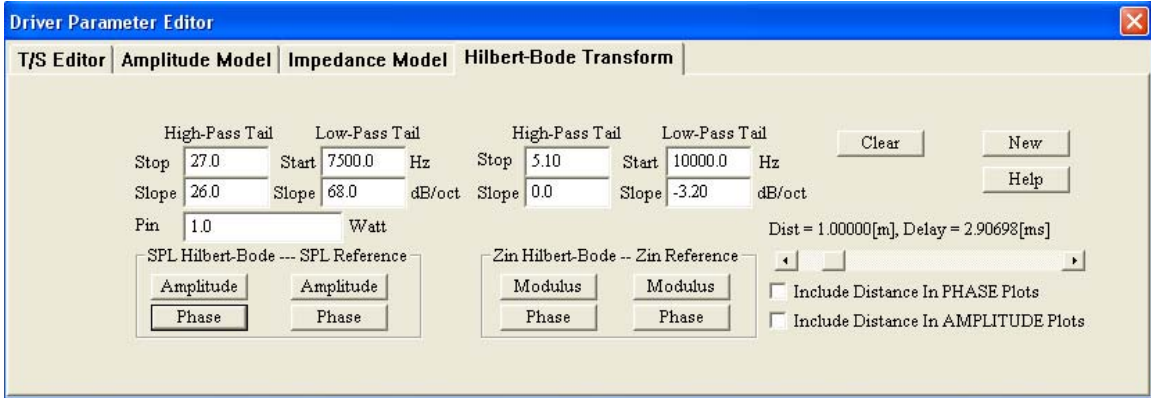 Driver Parameter Editor
T/S Editor Amplitude Model Impedance Model Hilbert-Bode Transform
High-Pass Tail Low-Pass Tail High-Pass Tail Low-Pass Tail Clear New
Stop 27.0 Start 7500.0 Hz Stop 5.10 Start 10000.0 Hz
Slope 26.0 Slope 68.0 dB/oct Slope 0.0 Slope -3.20 dB/oct Help
Pin 1.0 Watt Dist = 1.00000[m], Delay = 2.90698[ms]
SPL Hilbert-Bode --- SPL Reference Zin Hilbert-Bode -- Zin Reference
Amplitude Amplitude Modulus Modulus Include Distance In PHASE Plots
Phase Phase Phase Phase Include Distance In AMPLITUDE Plots